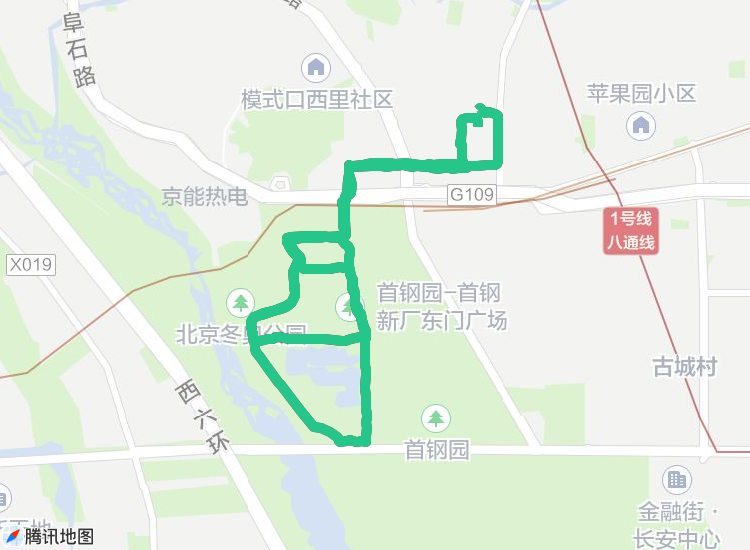 阜石路
模式口西里社区
苹果园小区
京能热电
G109
1号线
八通线
X019
首钢园-首钢
新厂东门广场
北京冬奥公园
古城村
西六环
首钢园
金融街·
长安中心
腾讯地图